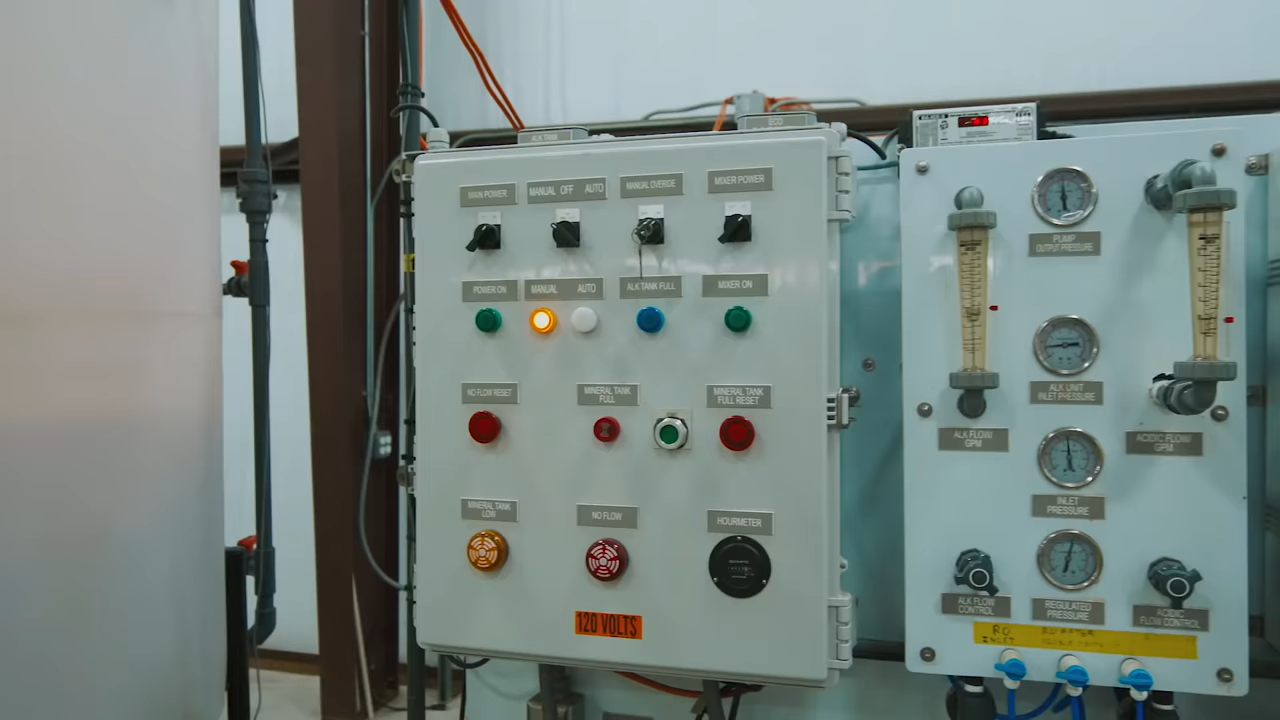 ECO
MAIN POWER
MANUAL OFF AUTO
MANUAL OVERIDE
MIXER POWER
POWER ON
MANUAL AUTO
ALK TANK FULL
MIXER ON
NO FLOW RESET
MINERAL TANK
FULL
MINERAL TANK
FULL RESET
MINERAL TANK
LOW
NO FLOW
HOURMETER
120 VOLTS
PUMP
OUTPUT PRESSURE
ALK UNIT
INLET PRESSURE
ALK FLOW/
GPM
ACIDIC FLOW/
GPM
INLET
PRESSURE
ALK FLOW
CONTROL
REGULATED
PRESSURE
ACIDIC
FLOW CONTROL
RO
INLET